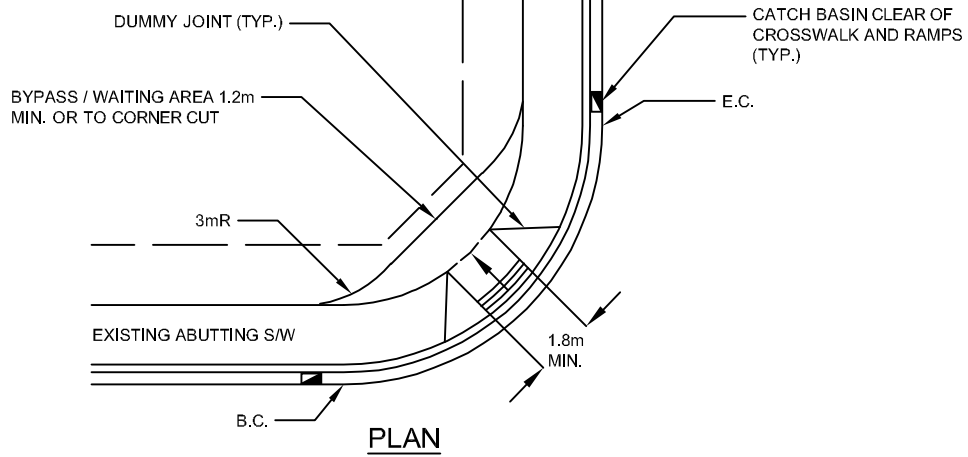 DUMMY JOINT (TYP.)
CATCH BASIN CLEAR OF
CROSSWALK AND RAMPS
(TYP.)
BYPASS / WAITING AREA 1.2m
MIN. OR TO CORNER CUT
E.C.
3mR
EXISTING ABUTTING S/W
1.8m
MIN.
B.C.
PLAN